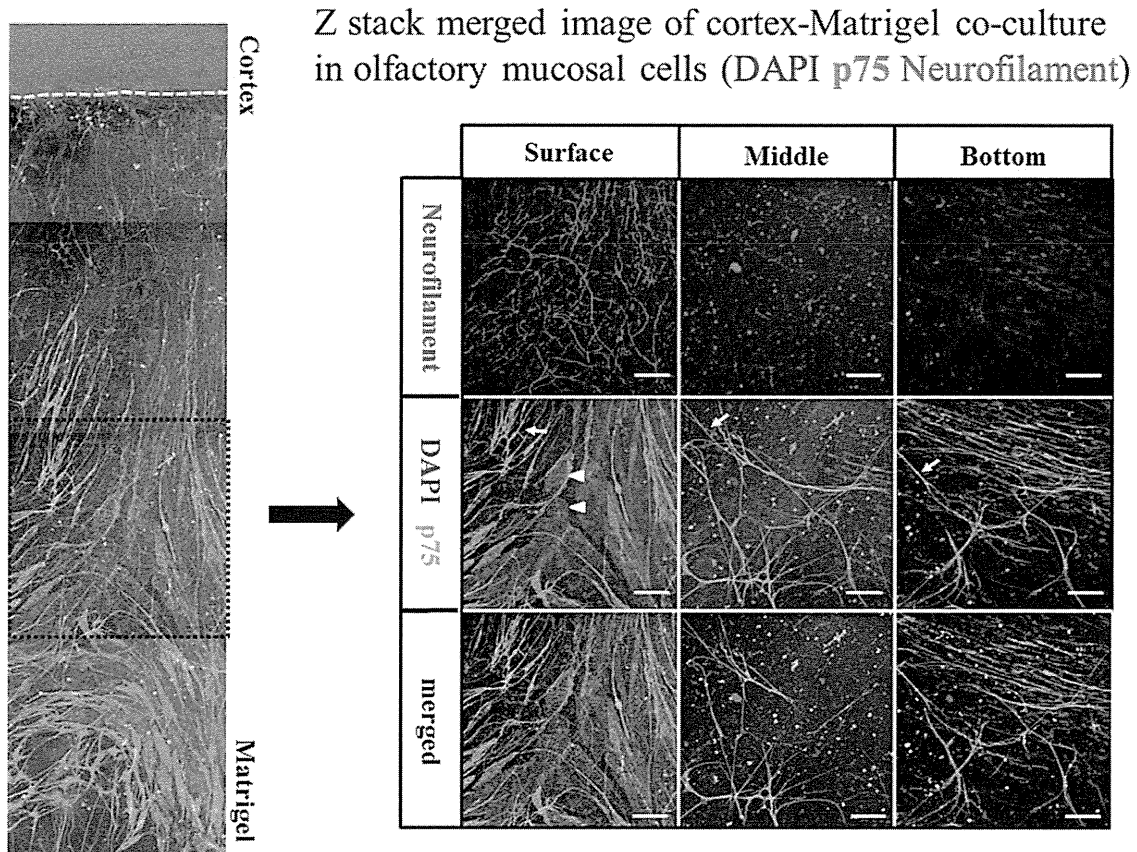 Z stack merged image of cortex-Matrigel co-culture
in olfactory mucosal cells (DAPI p75 Neurofilament)
Cortex
Matrigel
Surface
Middle
Bottom
Neurofilament
DAPI p75
merged